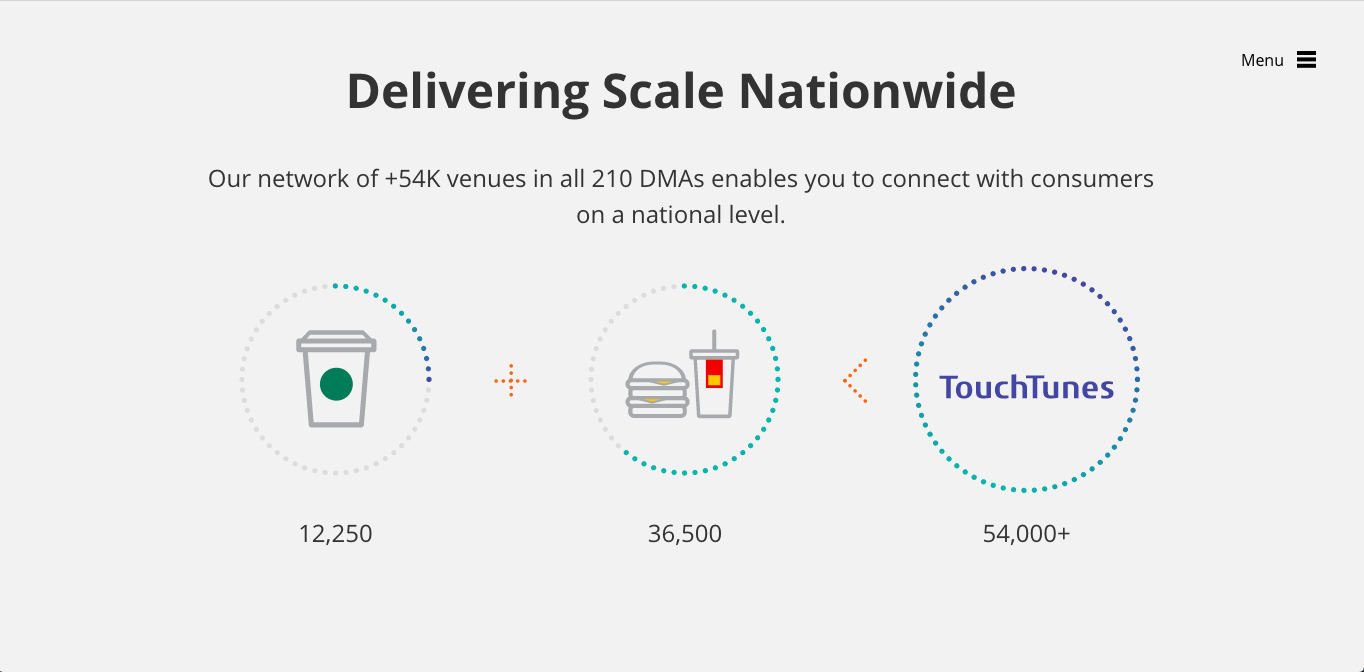 Menu
Delivering Scale Nationwide
Our network of +54K venues in all 210 DMAs enables you to connect with consumers
on a national level.
TouchTunes
12,250
36,500
54,000+